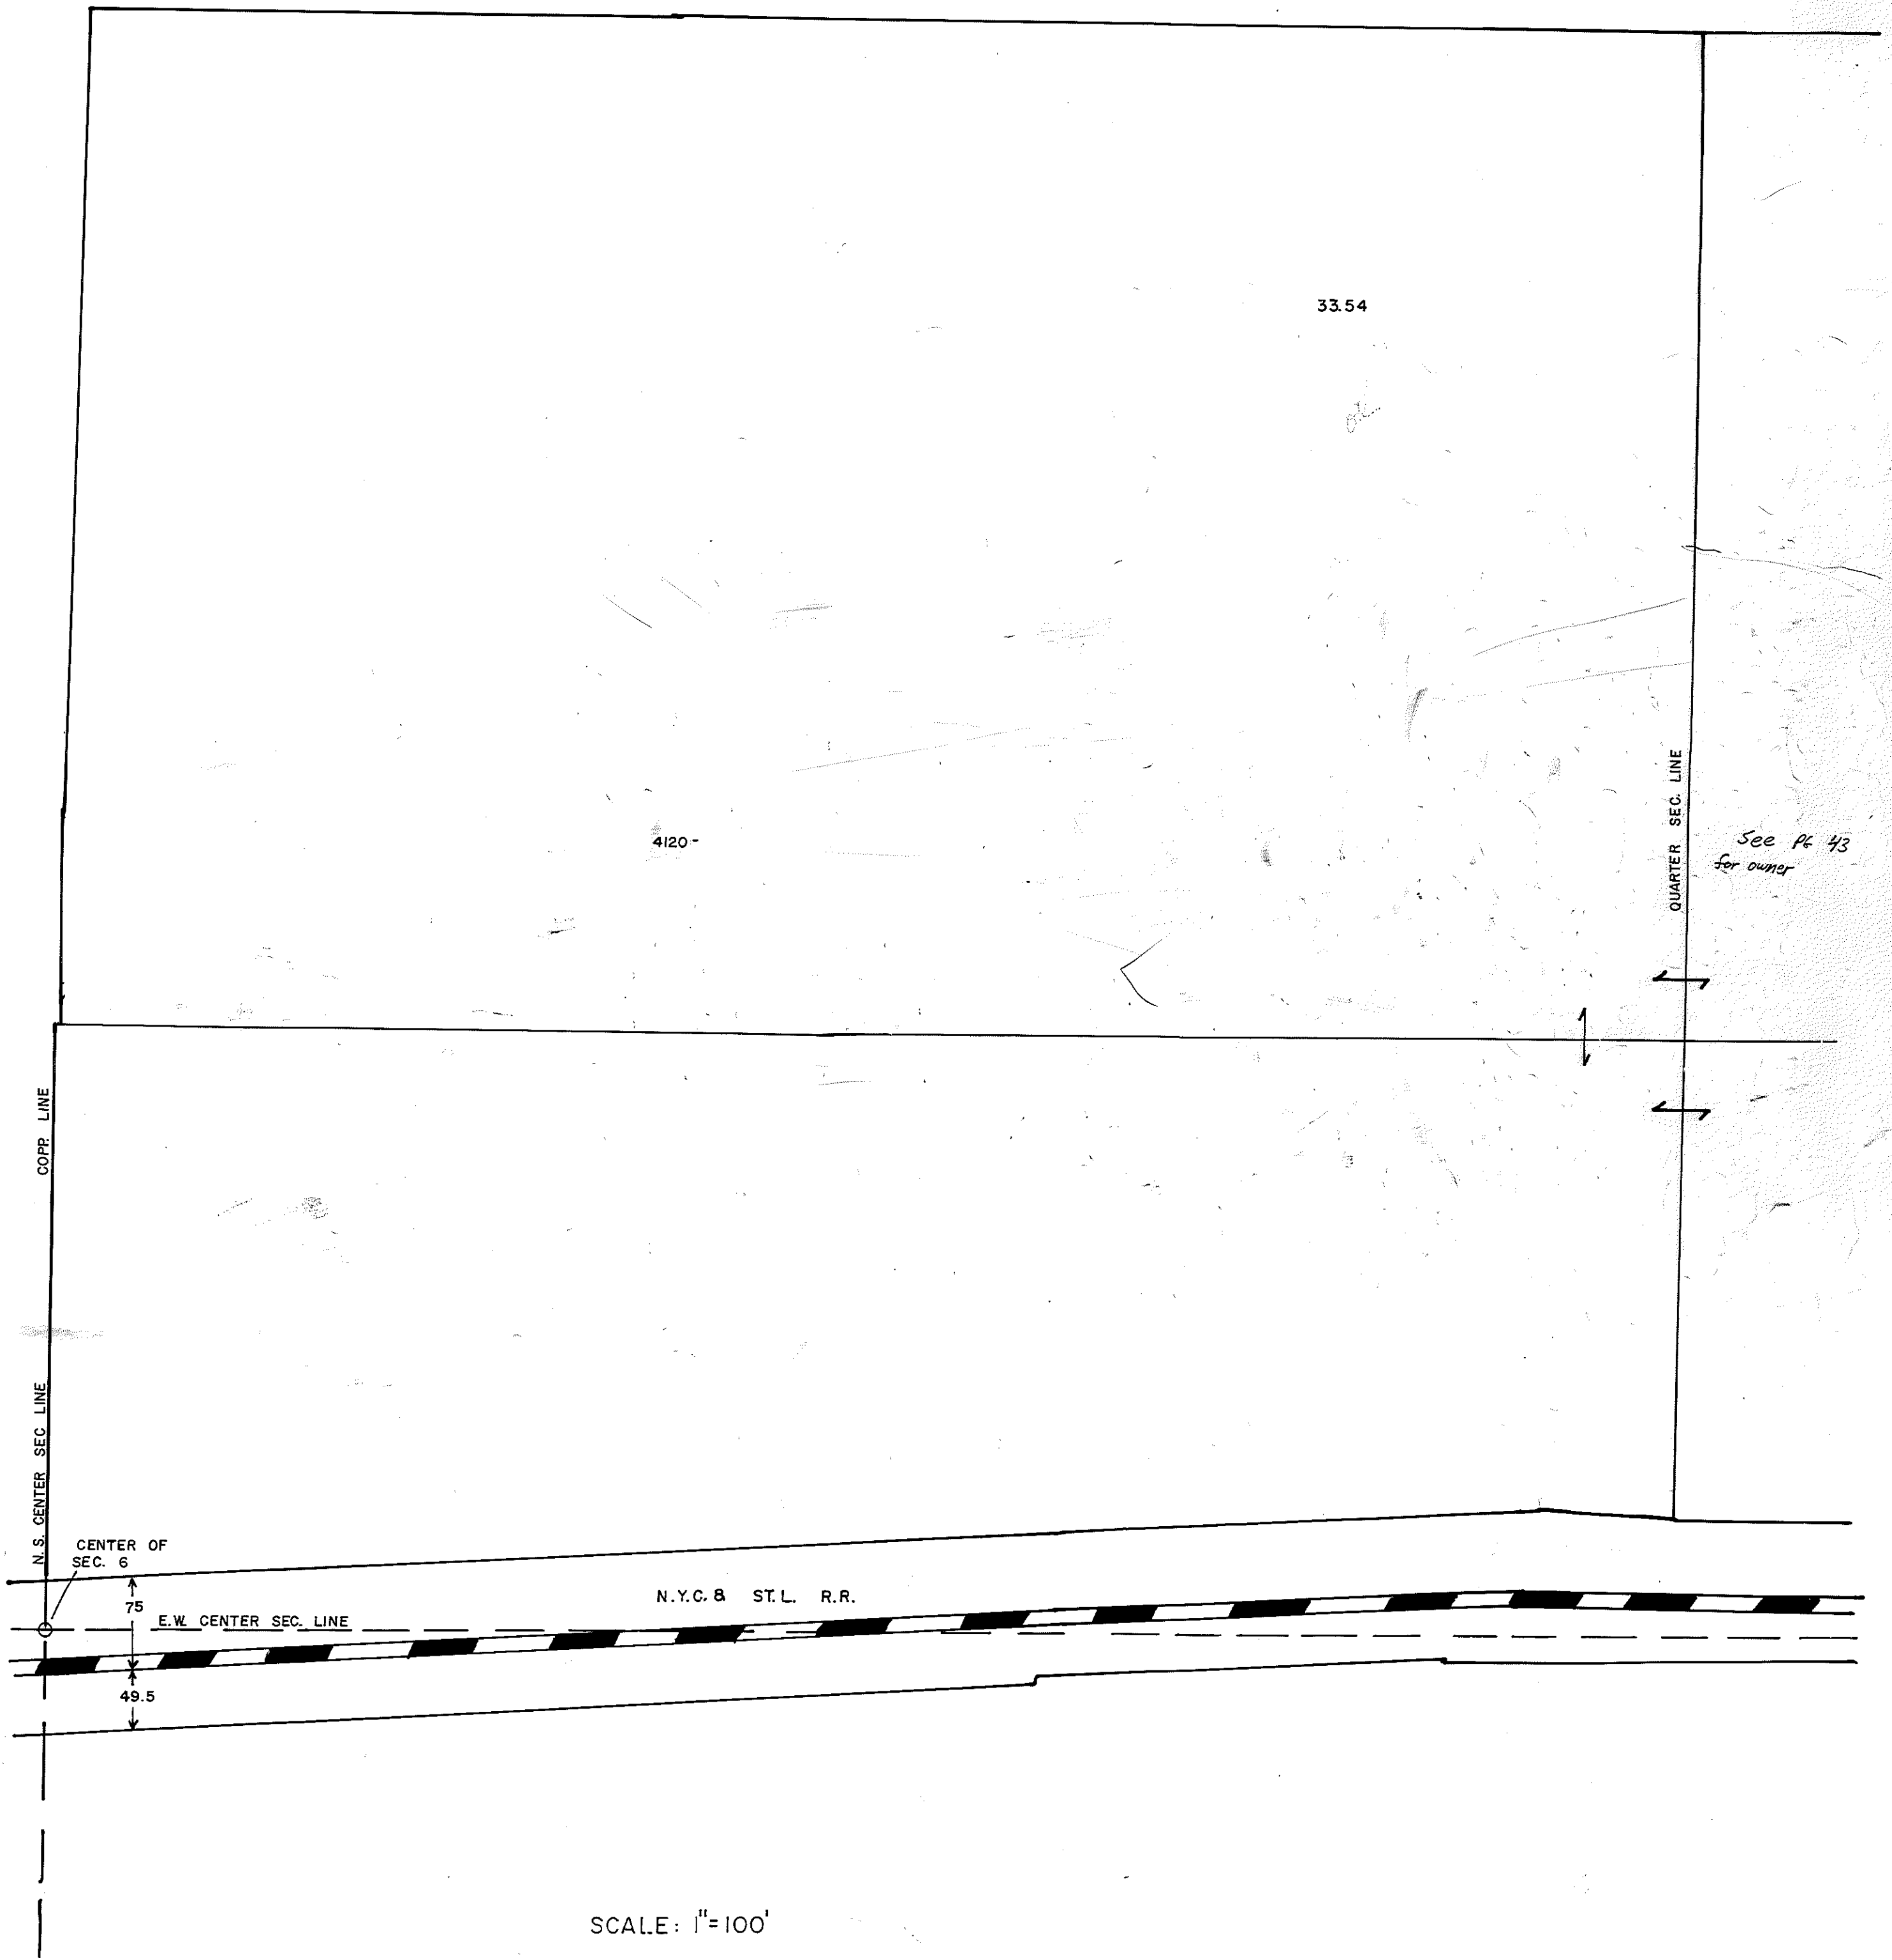 33.54
4120-
QUARTER SEC. LINE
See PG 43
for owner
COPP. LINE
N. S. CENTER SEC LINE
CENTER OF
SEC. 6
75
E.W. CENTER SEC. LINE
N.Y.C. & ST. L. R.R.
49.5
SCALE: 1"=100'